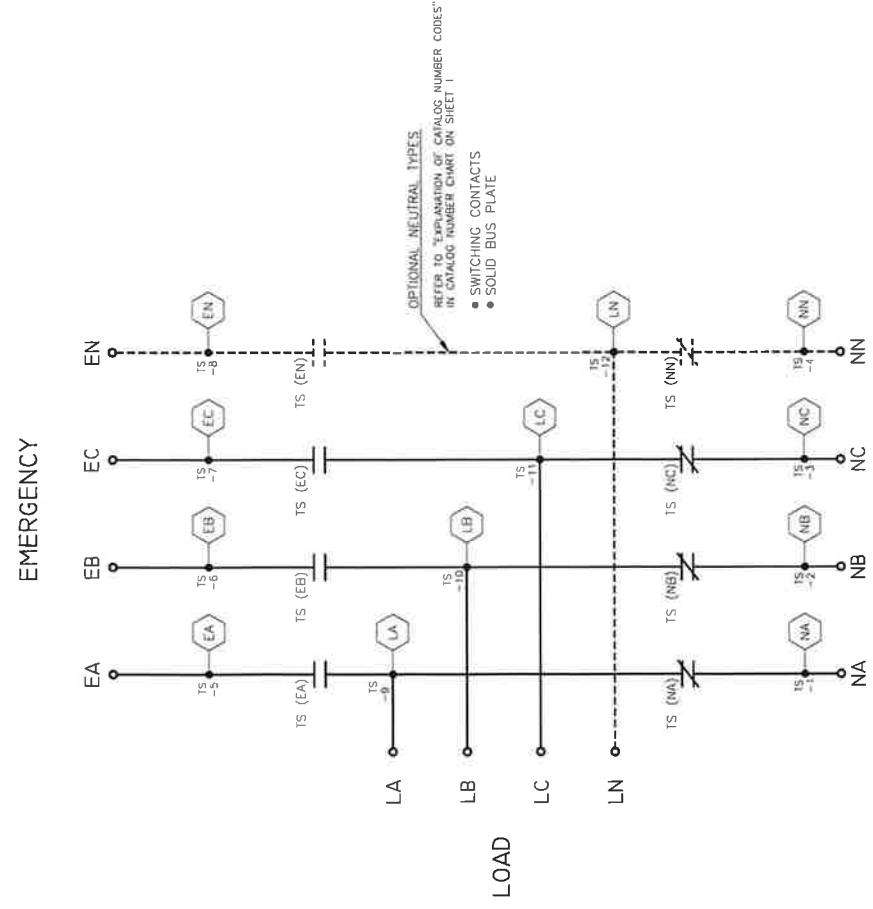 EMERGENCY
EA
EB
EC
EN
TS
-5
EA
TS
-6
EB
TS
-7
EC
TS
-8
EN
TS (EA)
TS (EB)
TS (EC)
TS (EN)
OPTIONAL NEUTRAL TYPES
REFER TO "EXPLANATION OF CATALOG NUMBER CODES"
IN CATALOG NUMBER CHART ON SHEET 1
• SWITCHING CONTACTS
• SOLID BUS PLATE
LOAD
LA
TS
-9
LA
LB
TS
-10
LB
LC
TS
-11
LC
LN
TS
-12
LN
TS (NA)
TS (NB)
TS (NC)
TS (NN)
TS
-1
NA
TS
-2
NB
TS
-3
NC
TS
-4
NN
NA
NB
NC
NN